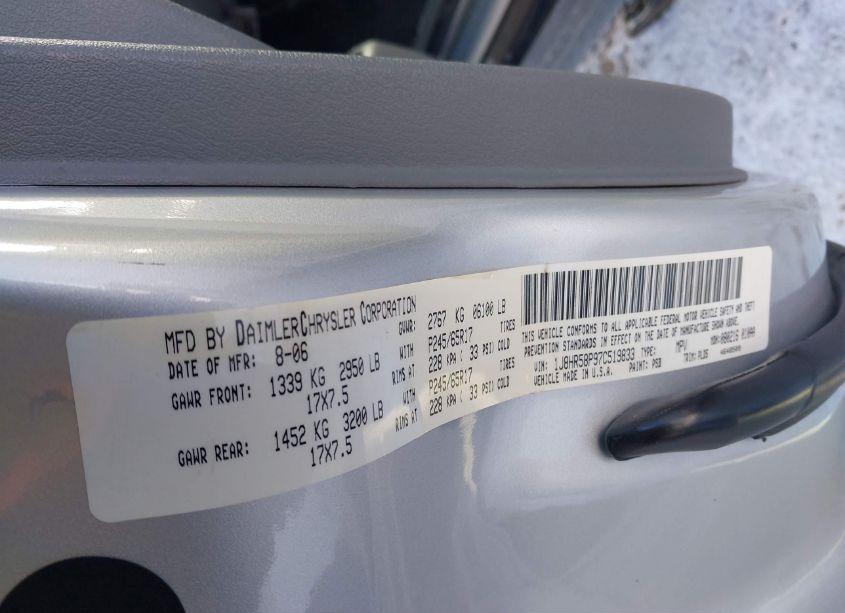 MFD BY DAIMLERCHRYSLER CORPORATION
DATE OF MFR: 8-06 GVWR: 2767 KG 06100 LB
GAWR FRONT: 1339 KG 2950 LB WITH P245/65R17 TIRES
17X7.5 RIMS AT 228 KPA ( 33 PSI) COLD
GAWR REAR: 1452 KG 3200 LB WITH P245/65R17 TIRES
17X7.5 RIMS AT 228 KPA ( 33 PSI) COLD
THIS VEHICLE CONFORMS TO ALL APPLICABLE FEDERAL MOTOR VEHICLE SAFETY AND THEFT
PREVENTION STANDARDS IN EFFECT ON THE DATE OF MANUFACTURE SHOWN ABOVE.
VIN: 1J8HR58P97C519833 TYPE: MPV MDH:
VEHICLE MADE IN U.S.A. PAINT: PSB TRIM: